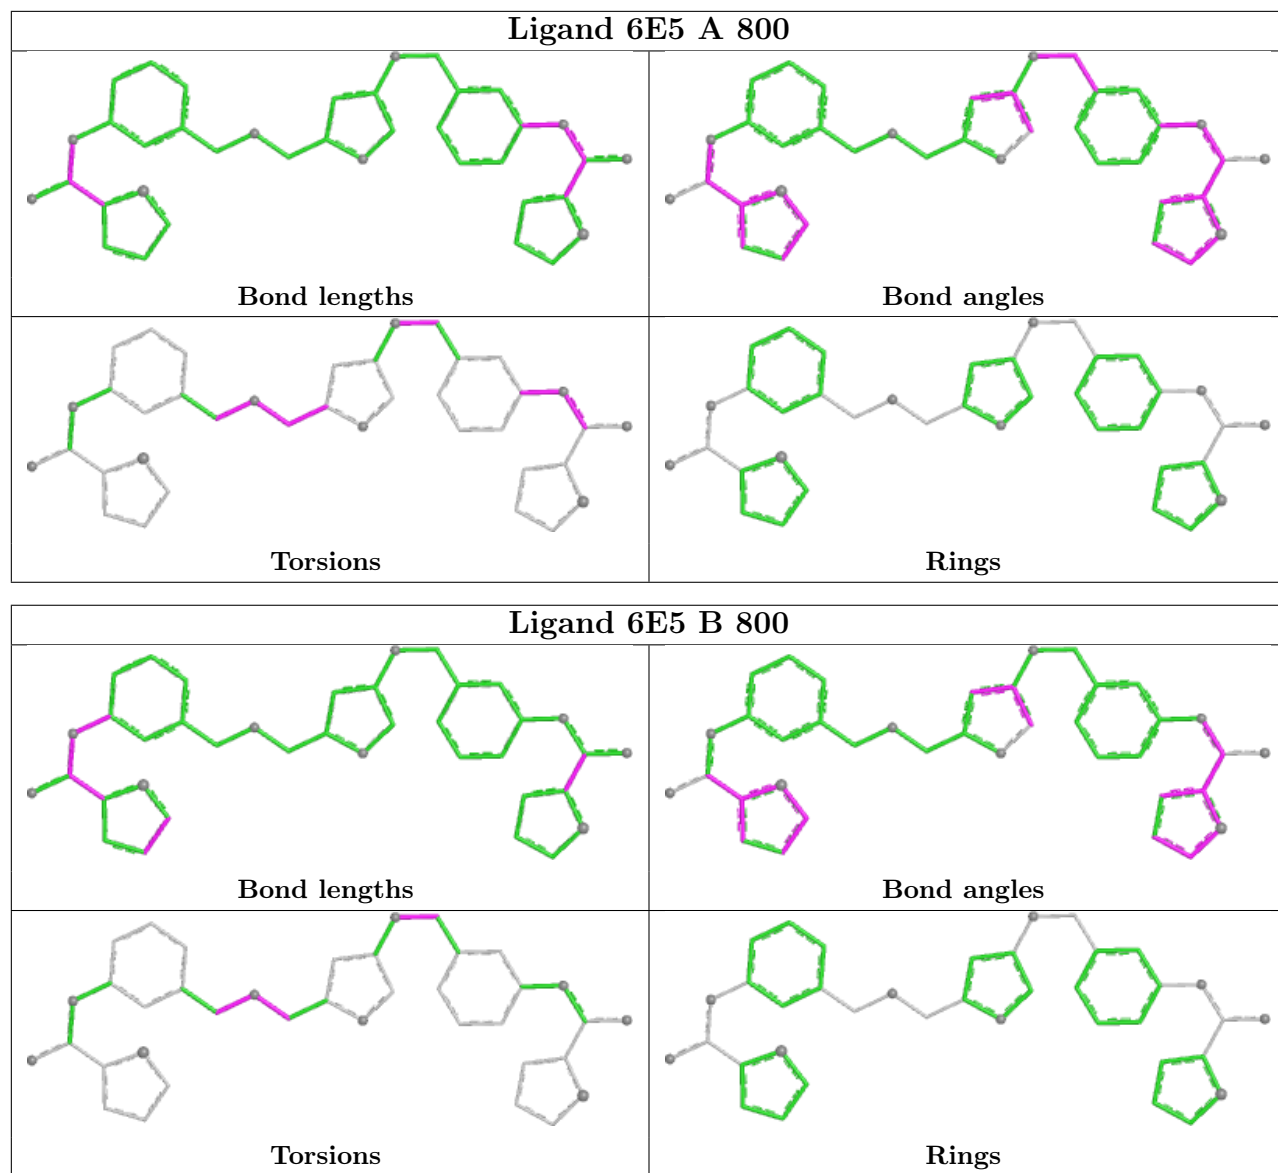 Ligand 6E5 A 800
Bond lengths
Bond angles
Torsions
Rings
Ligand 6E5 B 800
Bond lengths
Bond angles
Torsions
Rings